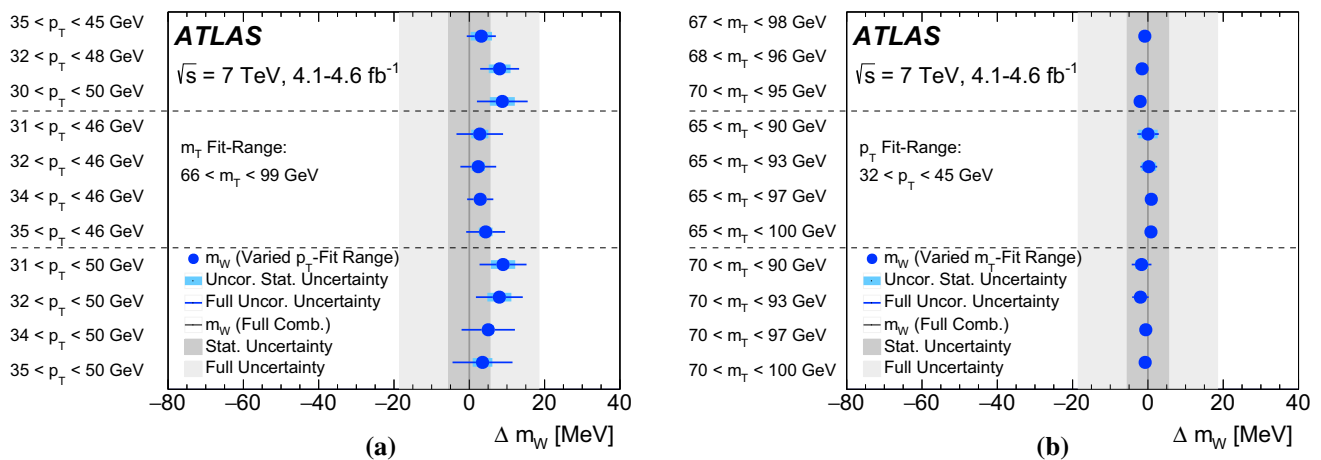 35 < p_T < 45 GeV
32 < p_T < 48 GeV
30 < p_T < 50 GeV
31 < p_T < 46 GeV
32 < p_T < 46 GeV
34 < p_T < 46 GeV
35 < p_T < 46 GeV
31 < p_T < 50 GeV
32 < p_T < 50 GeV
34 < p_T < 50 GeV
35 < p_T < 50 GeV
ATLAS
√s = 7 TeV, 4.1-4.6 fb⁻¹
m_T Fit-Range:
66 < m_T < 99 GeV
m_W (Varied p_T-Fit Range)
Uncor. Stat. Uncertainty
Full Uncor. Uncertainty
m_W (Full Comb.)
Stat. Uncertainty
Full Uncertainty
−80 −60 −40 −20 0 20 40
Δ m_W [MeV]
(a)
67 < m_T < 98 GeV
68 < m_T < 96 GeV
70 < m_T < 95 GeV
65 < m_T < 90 GeV
65 < m_T < 93 GeV
65 < m_T < 97 GeV
65 < m_T < 100 GeV
70 < m_T < 90 GeV
70 < m_T < 93 GeV
70 < m_T < 97 GeV
70 < m_T < 100 GeV
ATLAS
√s = 7 TeV, 4.1-4.6 fb⁻¹
p_T Fit-Range:
32 < p_T < 45 GeV
m_W (Varied m_T-Fit Range)
Uncor. Stat. Uncertainty
Full Uncor. Uncertainty
m_W (Full Comb.)
Stat. Uncertainty
Full Uncertainty
−80 −60 −40 −20 0 20 40
Δ m_W [MeV]
(b)